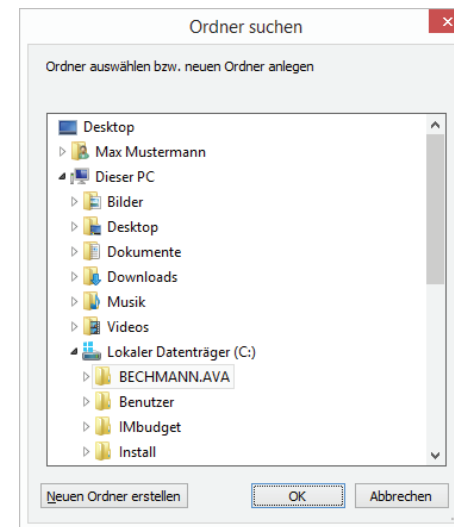 Ordner suchen
Ordner auswählen bzw. neuen Ordner anlegen
Desktop
Max Mustermann
Dieser PC
Bilder
Desktop
Dokumente
Downloads
Musik
Videos
Lokaler Datenträger (C:)
BECHMANN.AVA
Benutzer
IMbudget
Install
Neuen Ordner erstellen OK Abbrechen